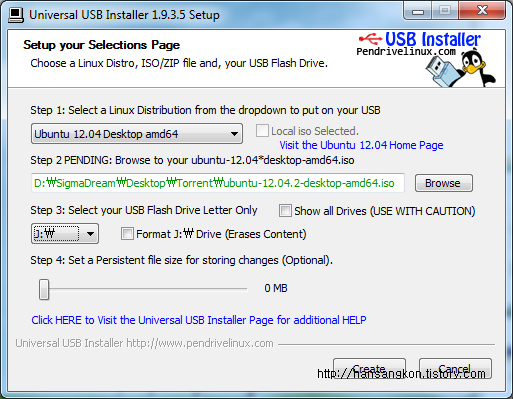 Universal USB Installer 1.9.3.5 Setup
Setup your Selections Page
Choose a Linux Distro, ISO/ZIP file and, your USB Flash Drive.
USB Installer
Pendrivelinux.com
Step 1: Select a Linux Distribution from the dropdown to put on your USB
Ubuntu 12.04 Desktop amd64
Local iso Selected.
Visit the Ubuntu 12.04 Home Page
Step 2 PENDING: Browse to your ubuntu-12.04*desktop-amd64.iso
D:₩SigmaDream₩Desktop₩Torrent₩ubuntu-12.04.2-desktop-amd64.iso
Browse
Step 3: Select your USB Flash Drive Letter Only
Show all Drives (USE WITH CAUTION)
J:₩
Format J:₩ Drive (Erases Content)
Step 4: Set a Persistent file size for storing changes (Optional).
0 MB
Click HERE to Visit the Universal USB Installer Page for additional HELP
Universal USB Installer http://www.pendrivelinux.com
Create
Cancel
http://hansangkon.tistory.com